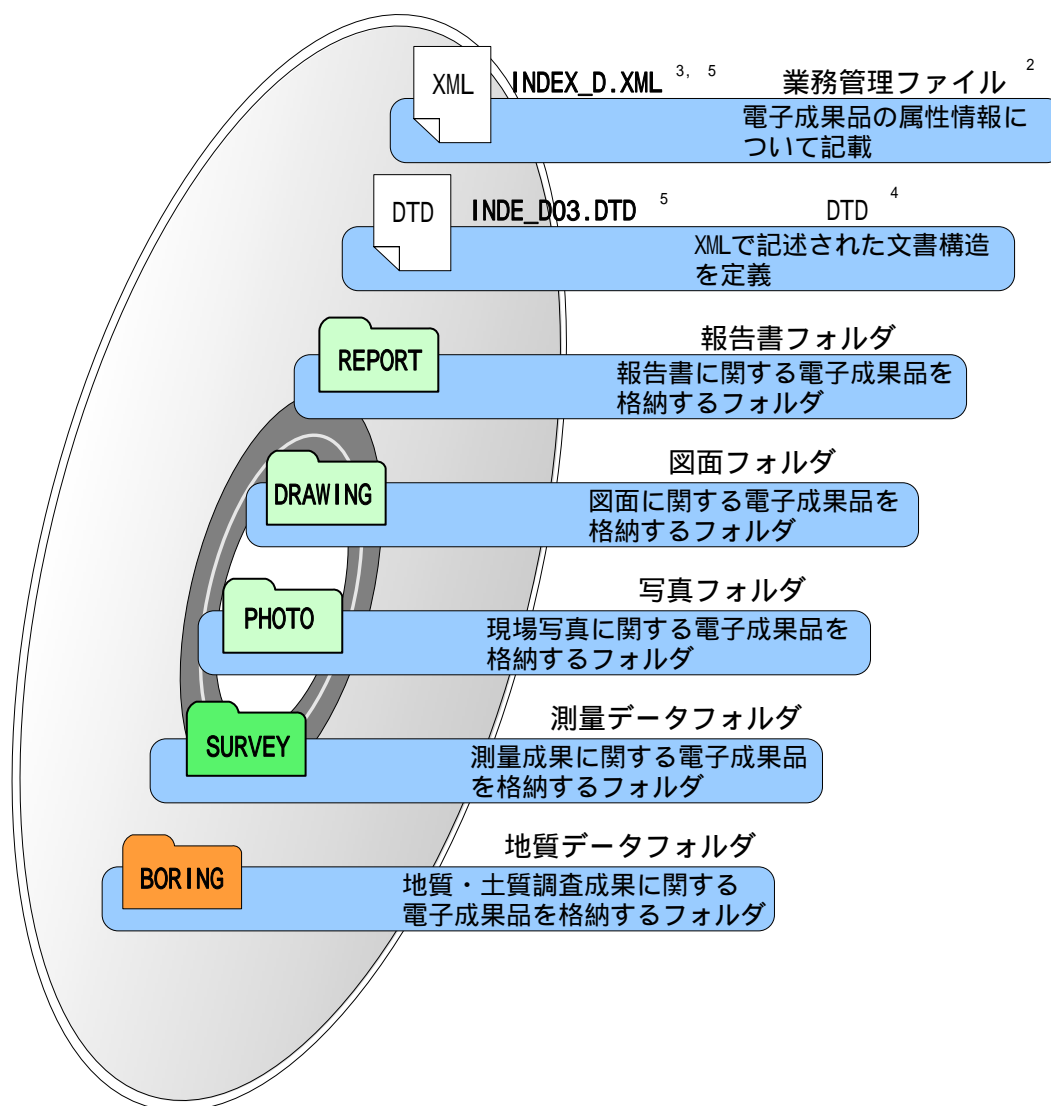 XML INDEX_D.XML 3, 5 業務管理ファイル 2
電子成果品の属性情報に
ついて記載
DTD INDE_D03.DTD 5 DTD 4
XMLで記述された文書構造
を定義
報告書フォルダ
REPORT
報告書に関する電子成果品を
格納するフォルダ
図面フォルダ
DRAWING
図面に関する電子成果品を
格納するフォルダ
写真フォルダ
PHOTO
現場写真に関する電子成果品を
格納するフォルダ
測量データフォルダ
SURVEY
測量成果に関する電子成果品
を格納するフォルダ
地質データフォルダ
BORING
地質・土質調査成果に関する
電子成果品を格納するフォルダ